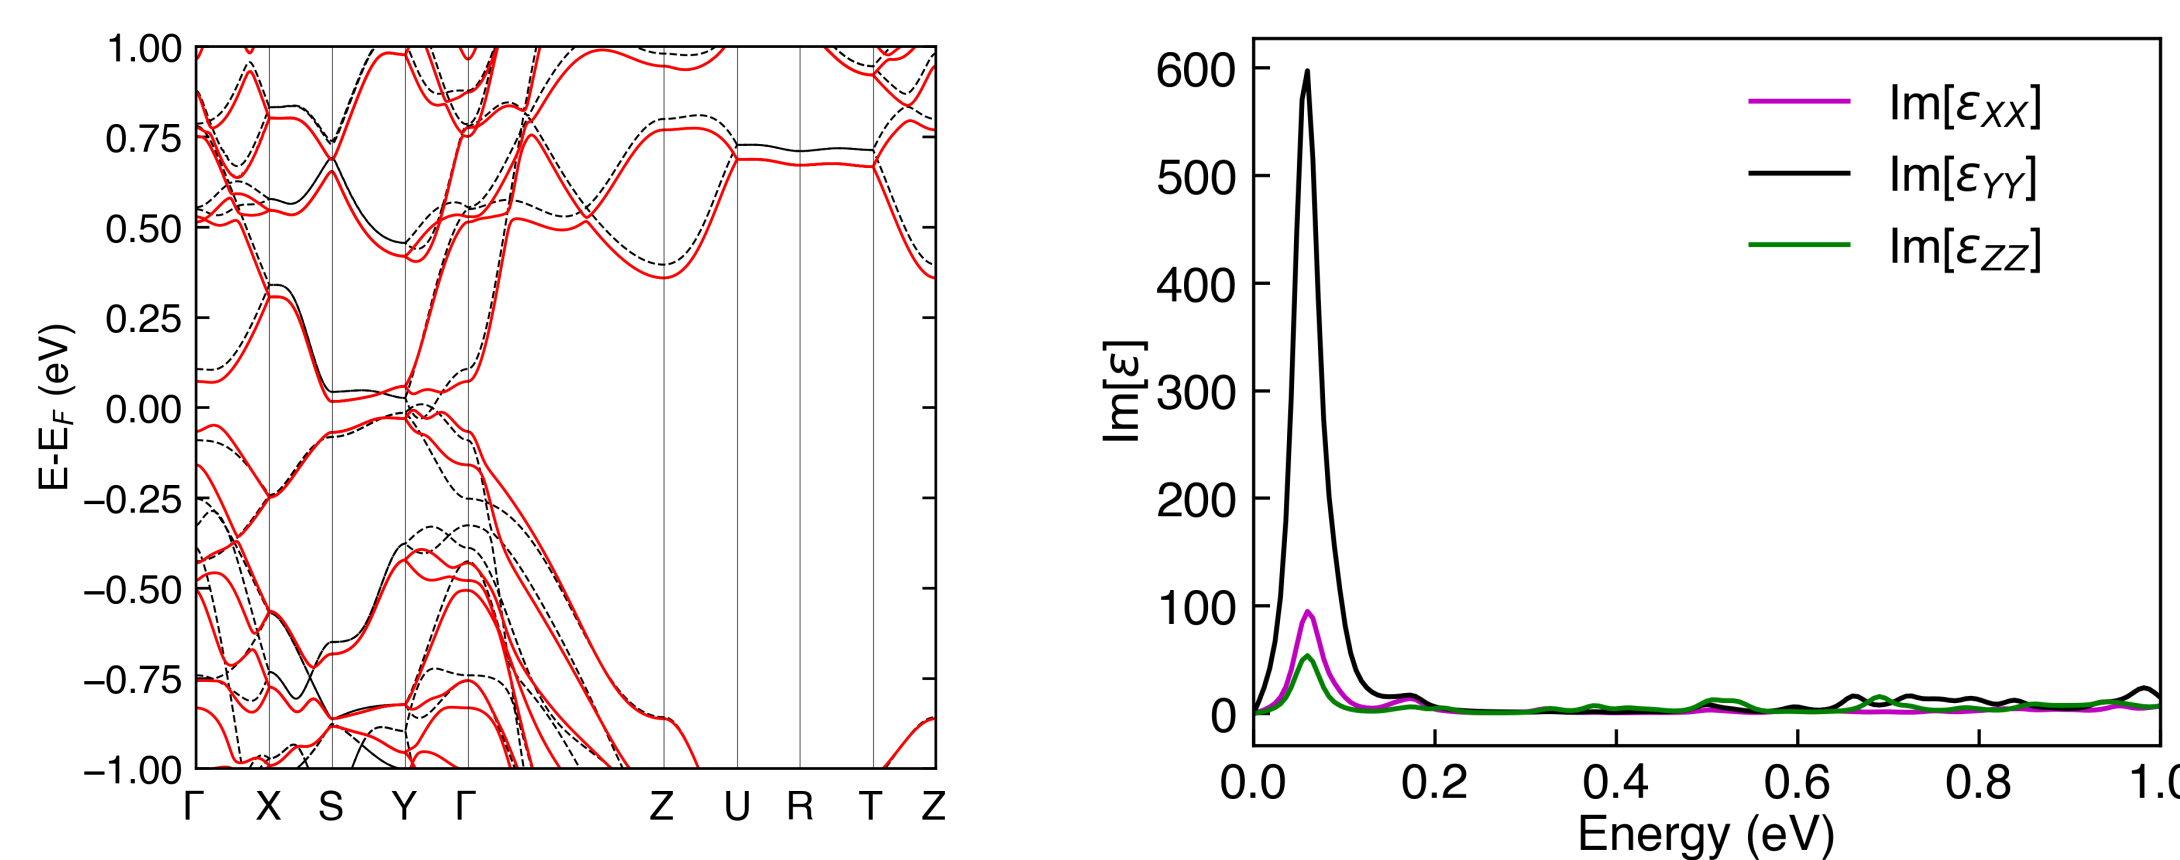 E-E_F (eV)
1.00
0.75
0.50
0.25
0.00
−0.25
−0.50
−0.75
−1.00
Γ X S Y Γ Z U R T Z
Im[ε]
600
500
400
300
200
100
0
Im[ε_XX]
Im[ε_YY]
Im[ε_ZZ]
0.0 0.2 0.4 0.6 0.8 1.0
Energy (eV)